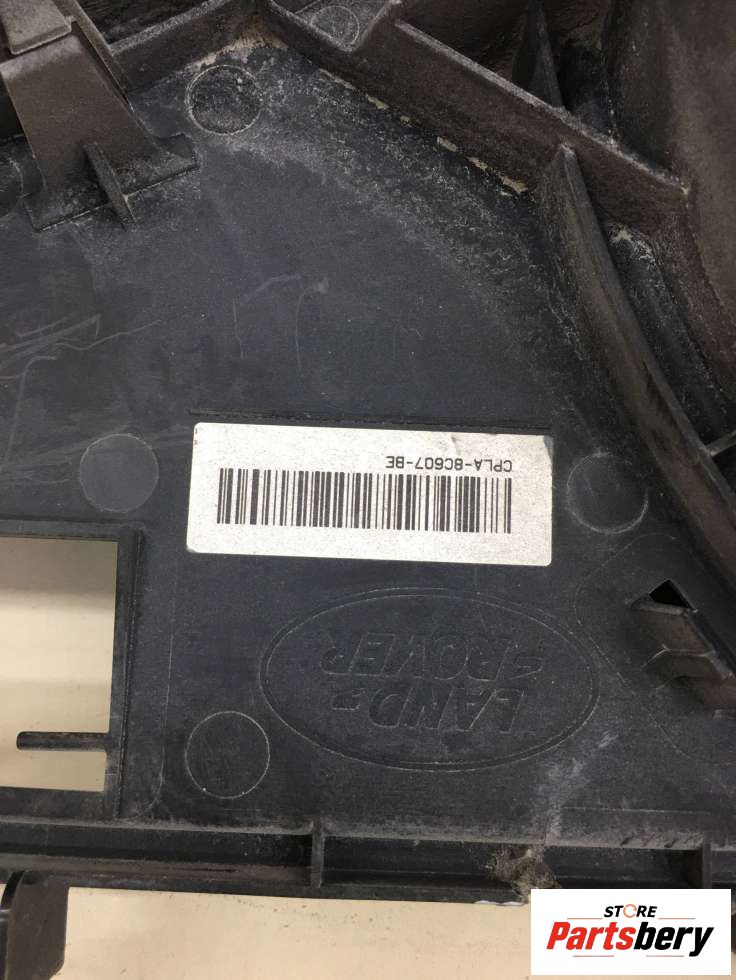 CPLA-8C607-BE
LAND
ROVER
STORE
Partsbery